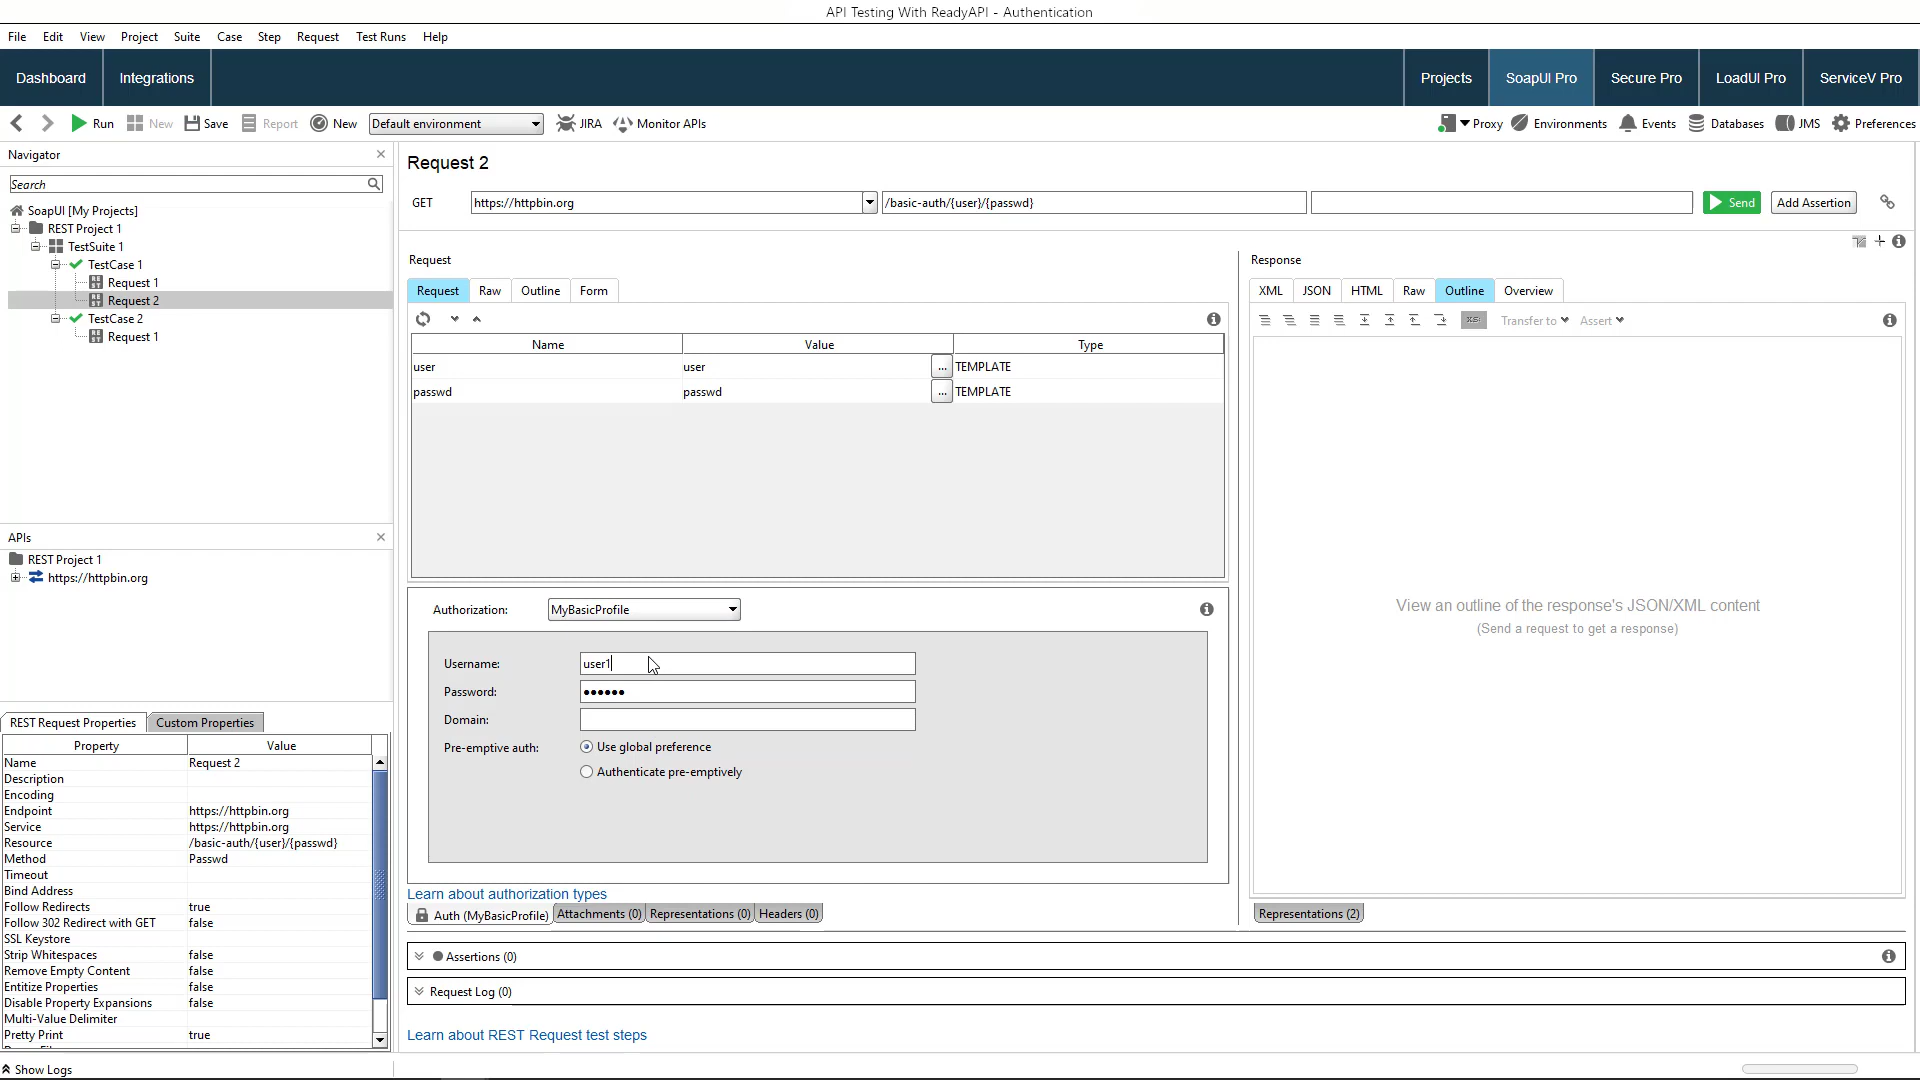 API Testing With ReadyAPI - Authentication
File Edit View Project Suite Case Step Request Test Runs Help
Dashboard Integrations Projects SoapUI Pro Secure Pro LoadUI Pro ServiceV Pro
Run New Save Report New Default environment JIRA Monitor APIs Proxy Environments Events Databases JMS Preferences
Navigator
Search
SoapUI [My Projects]
REST Project 1
TestSuite 1
TestCase 1
Request 1
Request 2
TestCase 2
Request 1
APIs
REST Project 1
https://httpbin.org
REST Request Properties Custom Properties
Property Value
Name Request 2
Description
Encoding
Endpoint https://httpbin.org
Service https://httpbin.org
Resource /basic-auth/{user}/{passwd}
Method Passwd
Timeout
Bind Address
Follow Redirects true
Follow 302 Redirect with GET false
SSL Keystore
Strip Whitespaces false
Remove Empty Content false
Entitize Properties false
Disable Property Expansions false
Multi-Value Delimiter
Pretty Print true
Show Logs
Request 2
GET https://httpbin.org /basic-auth/{user}/{passwd} Send Add Assertion
Request
Request Raw Outline Form
Name Value Type
user user ... TEMPLATE
passwd passwd ... TEMPLATE
Authorization: MyBasicProfile
Username: user1
Password: ●●●●●●
Domain:
Pre-emptive auth: Use global preference
Authenticate pre-emptively
Learn about authorization types
Auth (MyBasicProfile) Attachments (0) Representations (0) Headers (0)
Response
XML JSON HTML Raw Outline Overview
Transfer to Assert
View an outline of the response's JSON/XML content
(Send a request to get a response)
Representations (2)
Assertions (0)
Request Log (0)
Learn about REST Request test steps